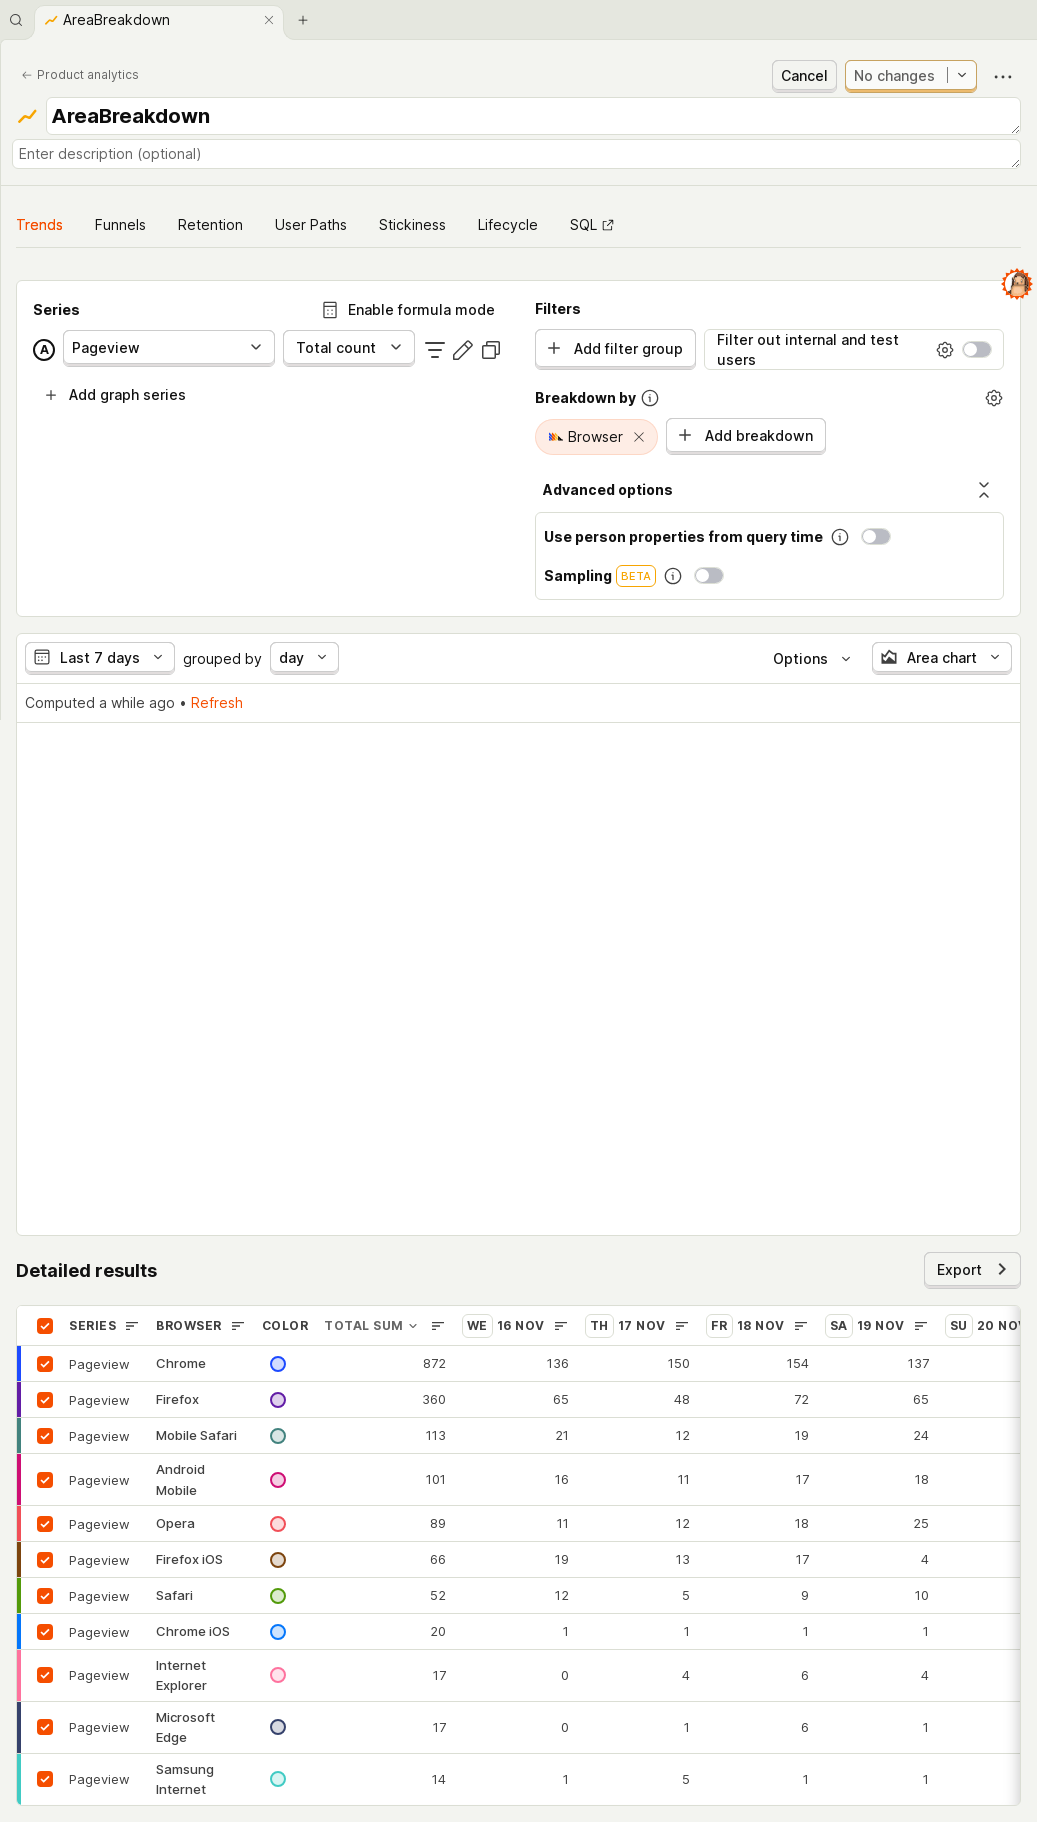 AreaBreakdown
Product analytics
Cancel
No changes
AreaBreakdown
Enter description (optional)
Trends Funnels Retention User Paths Stickiness Lifecycle SQL
Series
Enable formula mode
A Pageview Total count
Add graph series
Filters
Add filter group
Filter out internal and test
users
Breakdown by
Browser Add breakdown
Advanced options
Use person properties from query time
Sampling BETA
Last 7 days grouped by day Options Area chart
Computed a while ago • Refresh
Detailed results Export
SERIES BROWSER COLOR TOTAL SUM WE 16 NOV TH 17 NOV FR 18 NOV SA 19 NOV SU 20 NOV
Pageview Chrome 872 136 150 154 137
Pageview Firefox 360 65 48 72 65
Pageview Mobile Safari 113 21 12 19 24
Pageview Android
Mobile 101 16 11 17 18
Pageview Opera 89 11 12 18 25
Pageview Firefox iOS 66 19 13 17 4
Pageview Safari 52 12 5 9 10
Pageview Chrome iOS 20 1 1 1 1
Pageview Internet
Explorer 17 0 4 6 4
Pageview Microsoft
Edge 17 0 1 6 1
Pageview Samsung
Internet 14 1 5 1 1